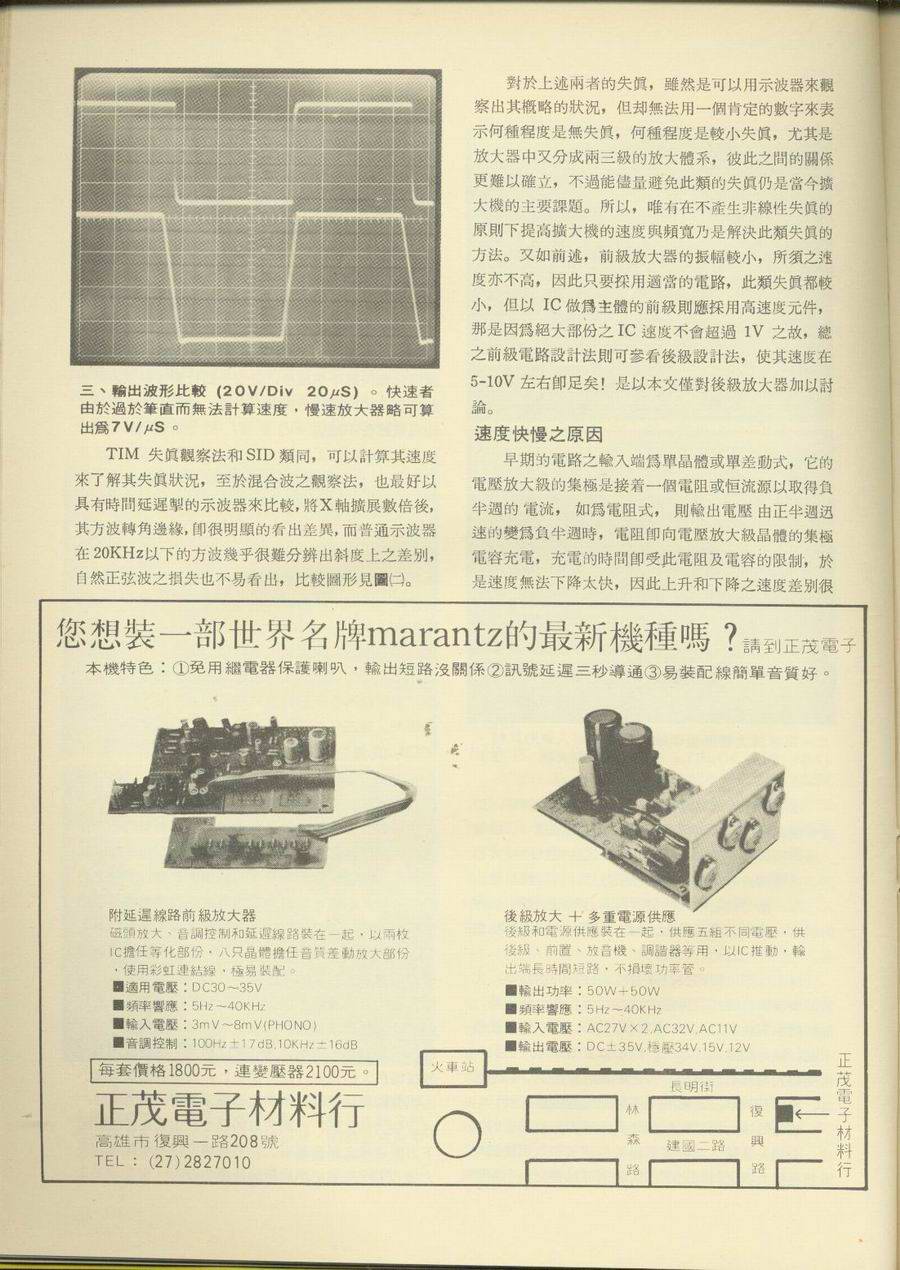 三、輸出波形比較 (20V/Div 20μS) 。快速者
由於過於筆直而無法計算速度,慢速放大器略可算
出爲7V/μS 。
TIM 失眞觀察法和SID 類同,可以計算其速度
來了解其失眞狀況,至於混合波之觀察法,也最好以
具有時間延遲掣的示波器來比較,將X軸擴展數倍後,
其方波轉角邊緣,卽很明顯的看出差異,而普通示波器
在20KHz以下的方波幾乎很難分辨出斜度上之差別,
自然正弦波之損失也不易看出,比較圖形見圖㈡。
對於上述兩者的失眞,雖然是可以用示波器來觀
察出其槪略的狀況,但却無法用一個肯定的數字來表
示何種程度是無失眞,何種程度是較小失眞,尤其是
放大器中又分成兩三級的放大體系,彼此之間的關係
更難以確立,不過能儘量避免此類的失眞仍是當今擴
大機的主要課題。所以,唯有在不產生非線性失眞的
原則下提高擴大機的速度與頻寬乃是解決此類失眞的
方法。又如前述,前級放大器的振幅較小,所須之速
度亦不高,因此只要採用適當的電路,此類失眞都較
小,但以 IC 做爲主體的前級則應採用高速度元件,
那是因爲絕大部份之IC 速度不會超過 1V 之故,總
之前級電路設計法則可參看後級設計法,使其速度在
5-10V 左右卽足矣! 是以本文僅對後級放大器加以討
論。
速度快慢之原因
早期的電路之輸入端爲單晶體或單差動式,它的
電壓放大級的集極是接着一個電阻或恒流源以取得負
半週的電流, 如爲電阻式, 則輸出電壓由正半週迅
速的變爲負半週時,電阻卽向電壓放大級晶體的集極
電容充電,充電的時間卽受此電阻及電容的限制,於
是速度無法下降太快,因此上升和下降之速度差別很
您想裝一部世界名牌marantz的最新機種嗎?請到正茂電子
本機特色:①免用繼電器保護喇叭,輸出短路沒關係②訊號延遲三秒導通③易裝配線簡單音質好。
附延遲線路前級放大器
磁頭放大、音調控制和延遲線路裝在一起,以兩枚
IC擔任等化部份,八只晶體擔任音質差動放大部份
,使用彩虹連結線,極易裝配。
■適用電壓:DC30～35V
■頻率響應:5Hz～40KHz
■輸入電壓:3mV～8mV(PHONO)
■音調控制:100Hz±17dB,10KHz±16dB
每套價格1800元,連變壓器2100元。
正茂電子材料行
高雄市復興一路208號
TEL:(27)2827010
後級放大 + 多重電源供應
後級和電源供應裝在一起,供應五組不同電壓,供
後級、前置、放音機、調諧器等用,以IC推動,輸
出端長時間短路,不損壞功率管。
■輸出功率:50W+50W
■頻率響應:5Hz～40KHz
■輸入電壓:AC27V×2,AC32V,AC11V
■輸出電壓:DC±35V,穩壓34V,15V,12V
火車站
長明街
林森路
建國二路
復興路
正茂電子材料行